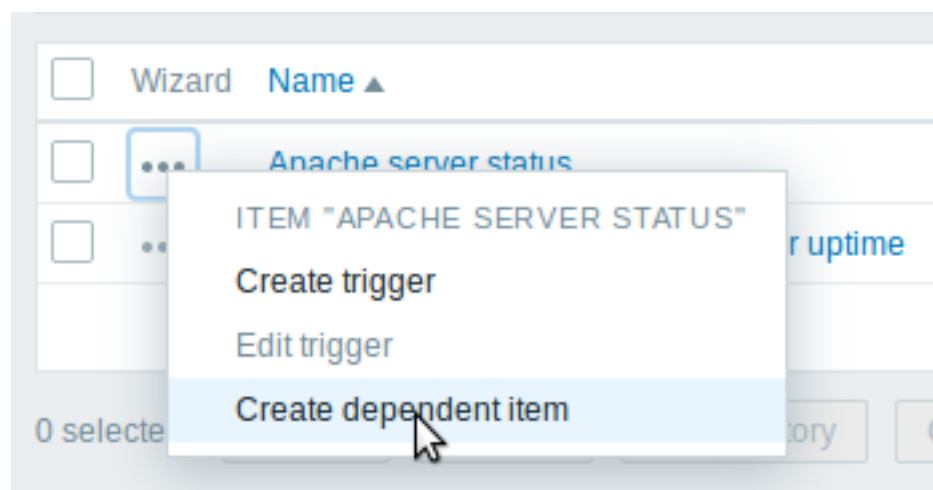 Wizard Name
Apache server status
ITEM "APACHE SERVER STATUS"
r uptime
Create trigger
Edit trigger
Create dependent item
0 selecte
tory